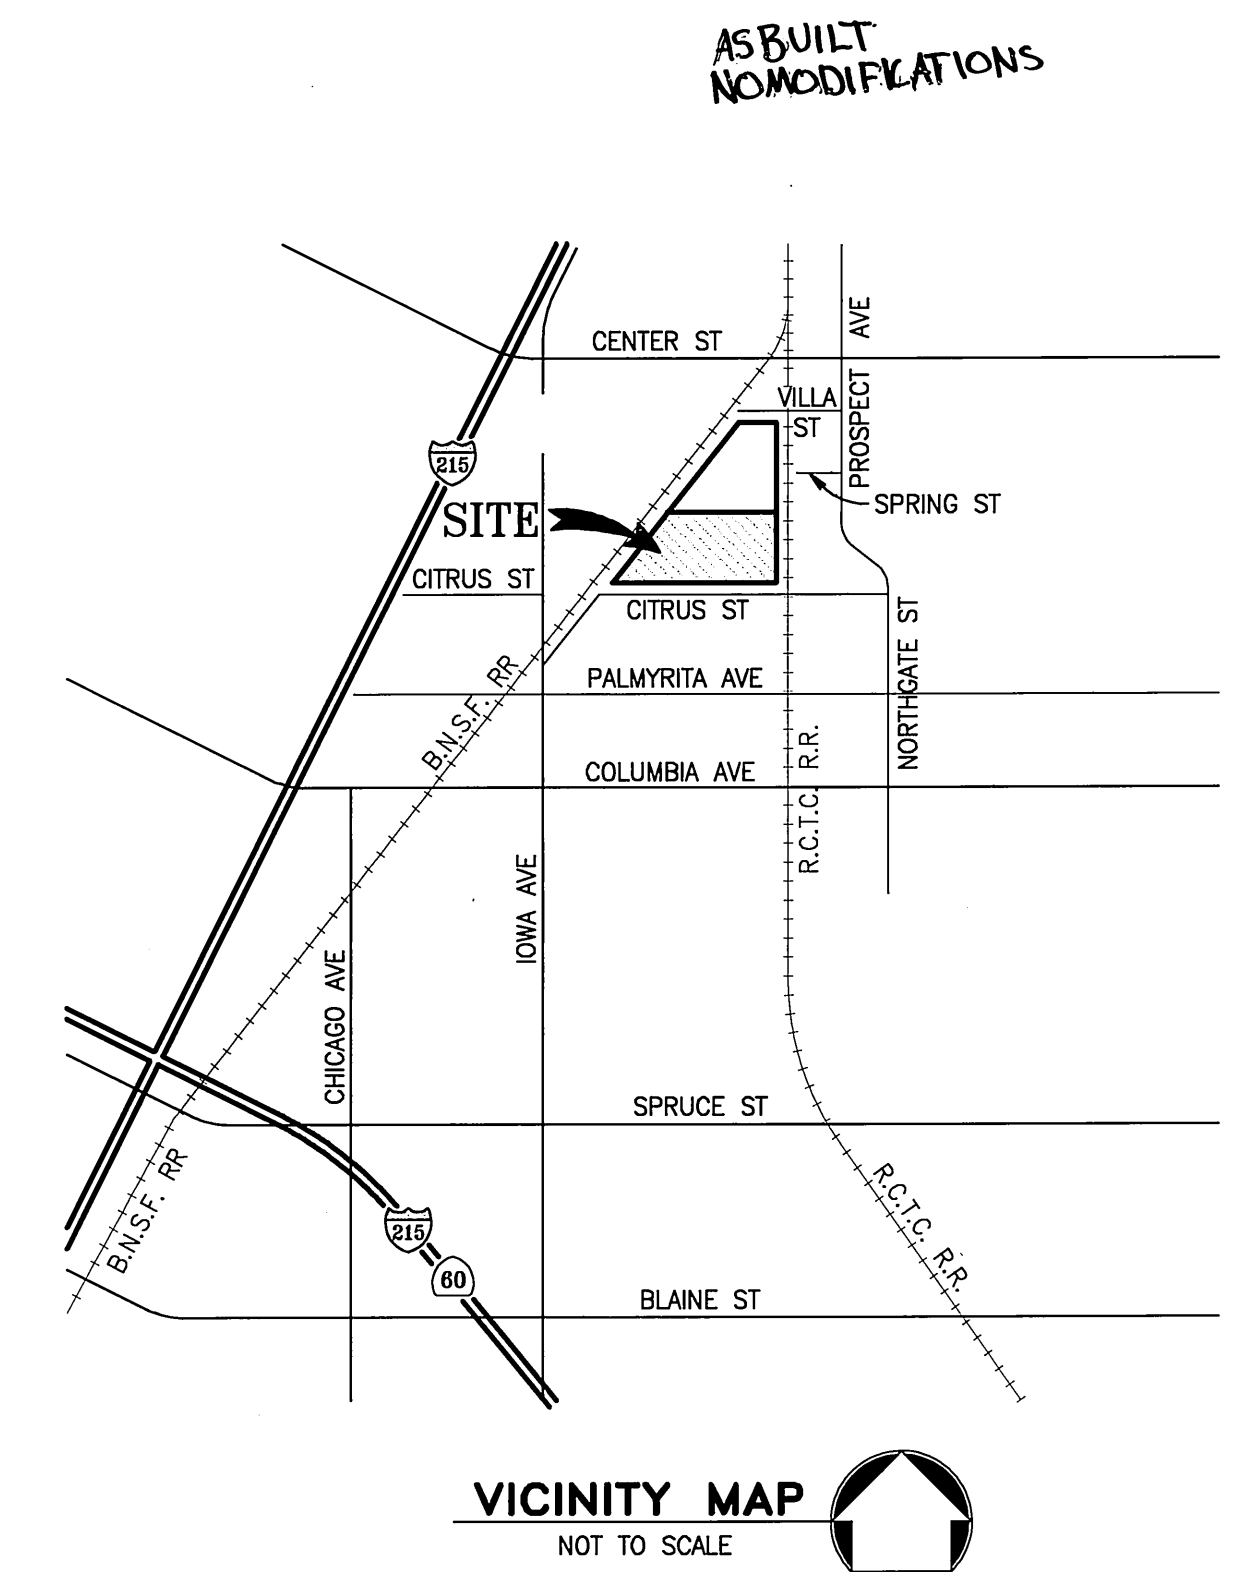 ASBUILT
NOMODIFICATIONS
CENTER ST
PROSPECT AVE
VILLA
ST
215
SPRING ST
SITE
CITRUS ST
CITRUS ST
NORTHGATE ST
B.N.S.F. RR
PALMYRITA AVE
R.C.T.C. R.R.
COLUMBIA AVE
IOWA AVE
CHICAGO AVE
SPRUCE ST
B.N.S.F. RR
R.C.T.C. R.R.
215
60
BLAINE ST
VICINITY MAP
NOT TO SCALE